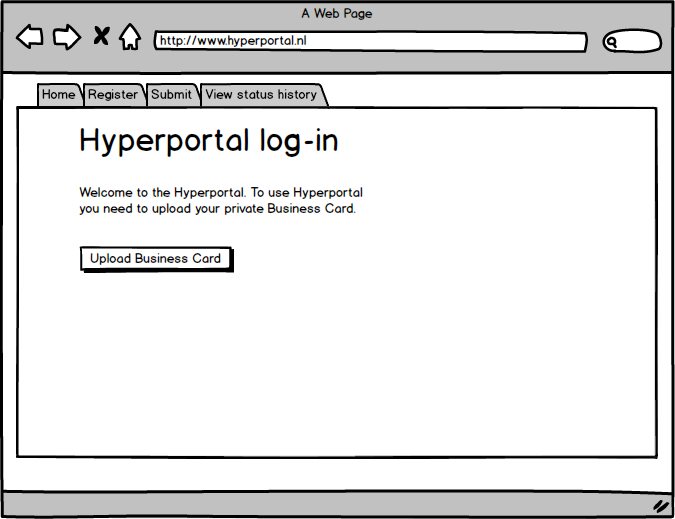 A Web Page
http://www.hyperportal.nl
Home Register Submit View status history
Hyperportal log-in
Welcome to the Hyperportal. To use Hyperportal
you need to upload your private Business Card.
Upload Business Card